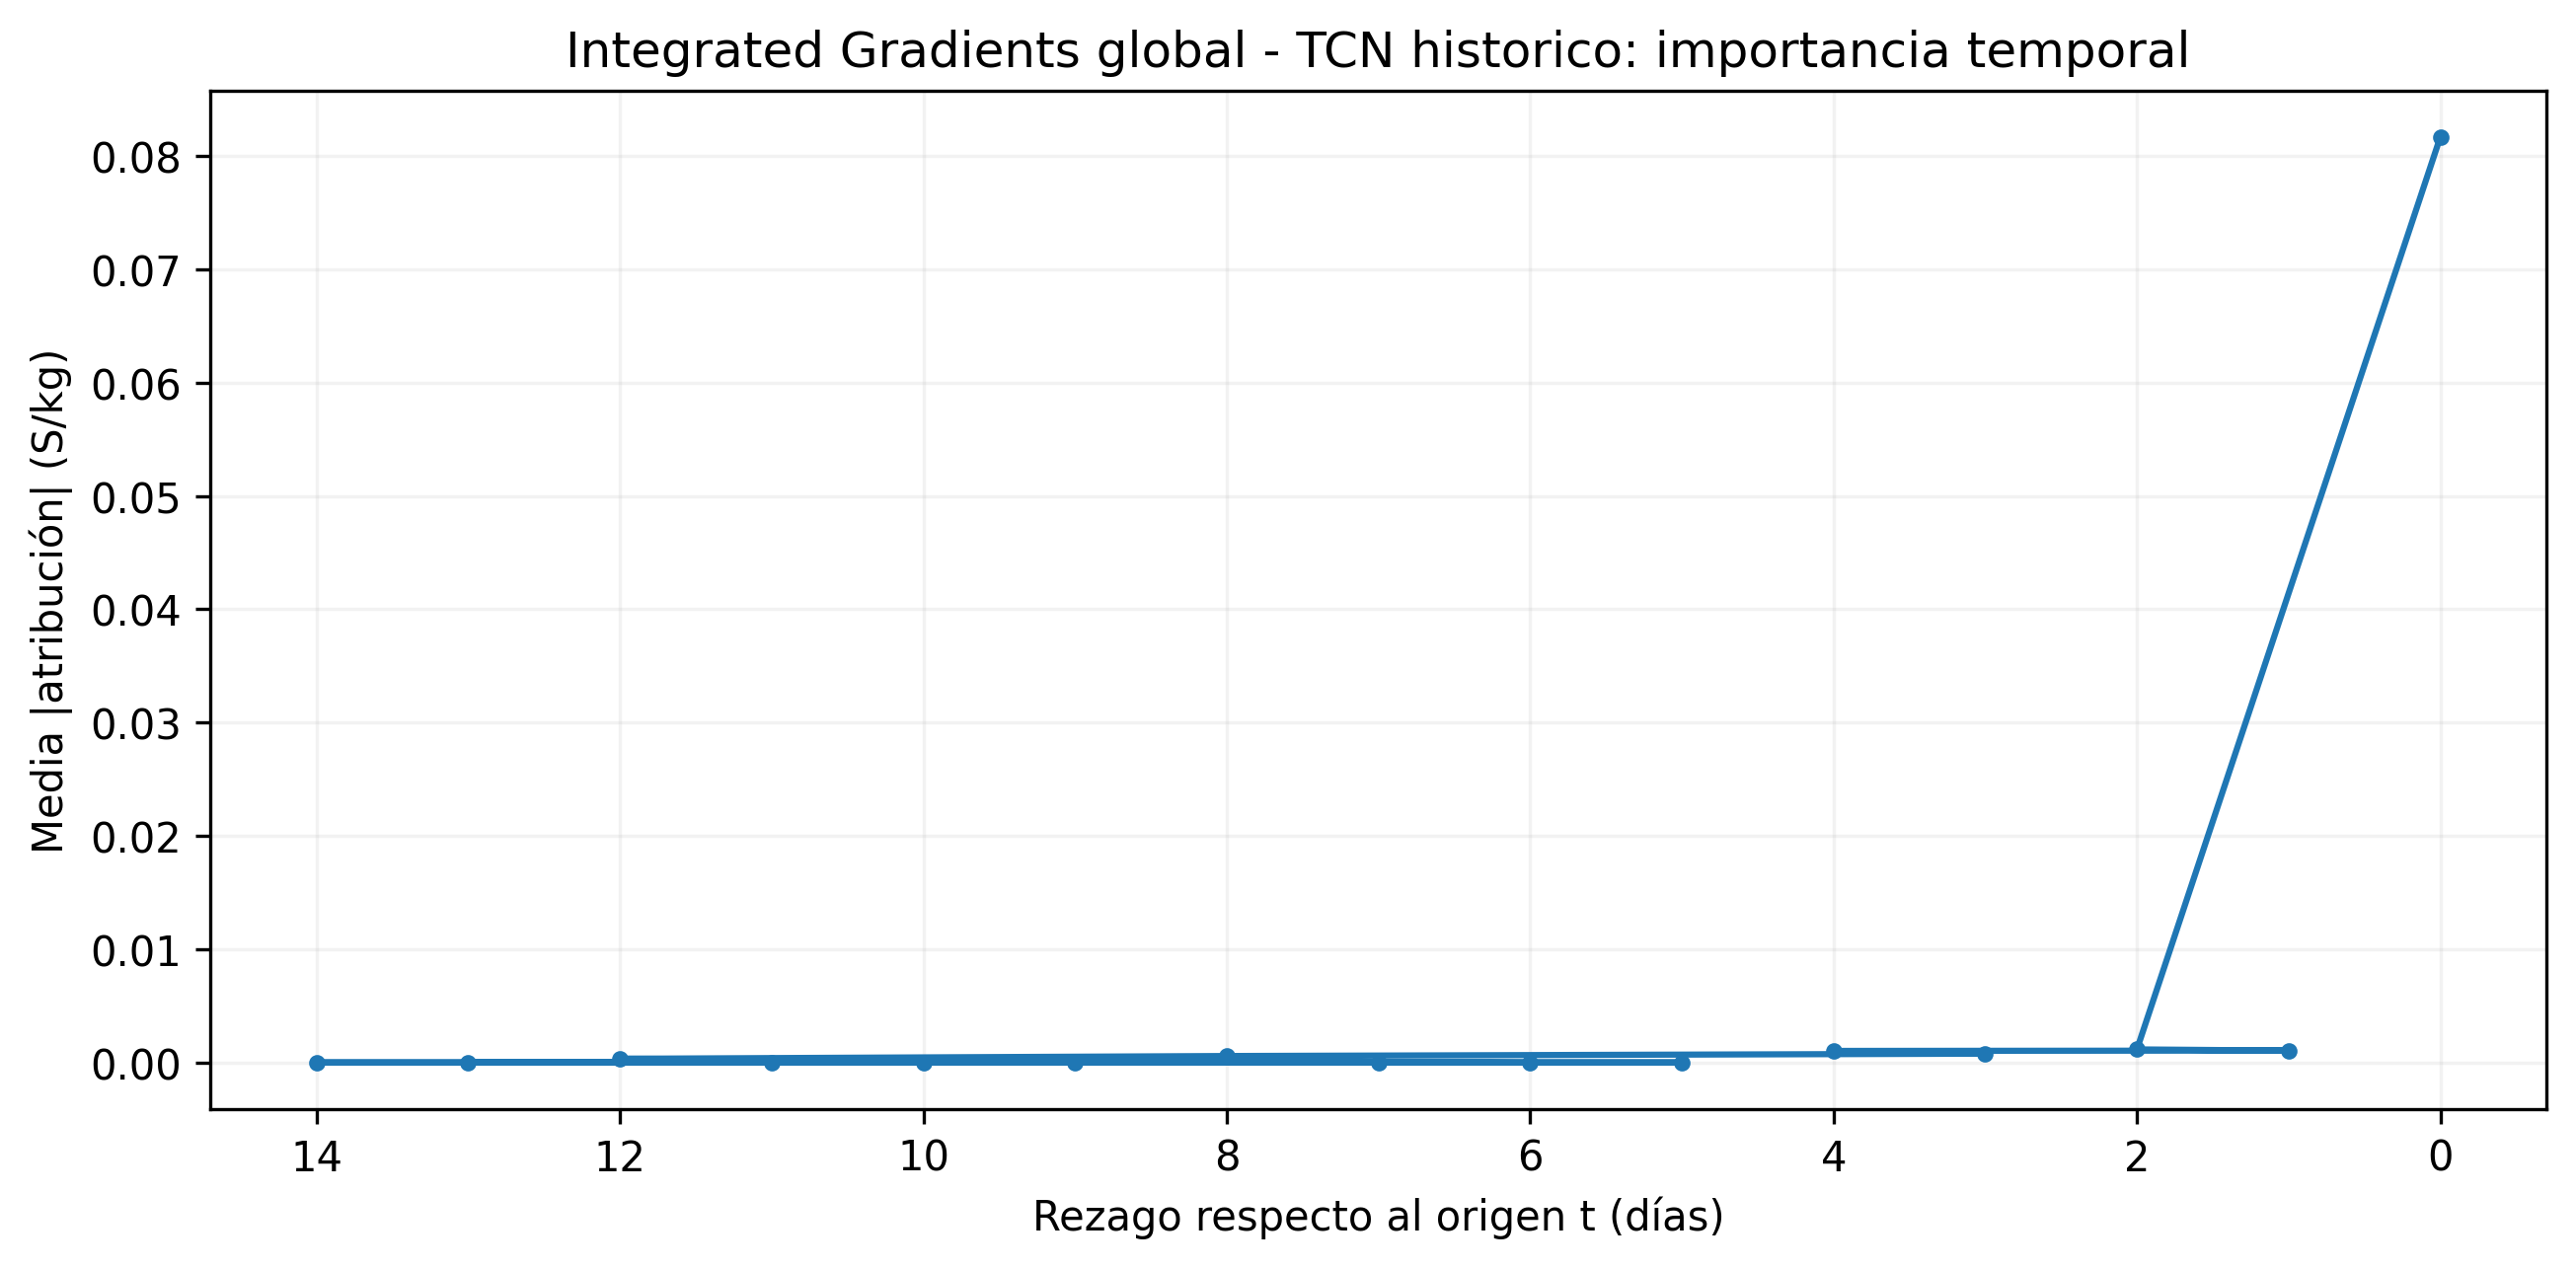 Integrated Gradients global - TCN historico: importancia temporal
Media |atribución| (S/kg)
0.08
0.07
0.06
0.05
0.04
0.03
0.02
0.01
0.00
14 12 10 8 6 4 2 0
Rezago respecto al origen t (días)